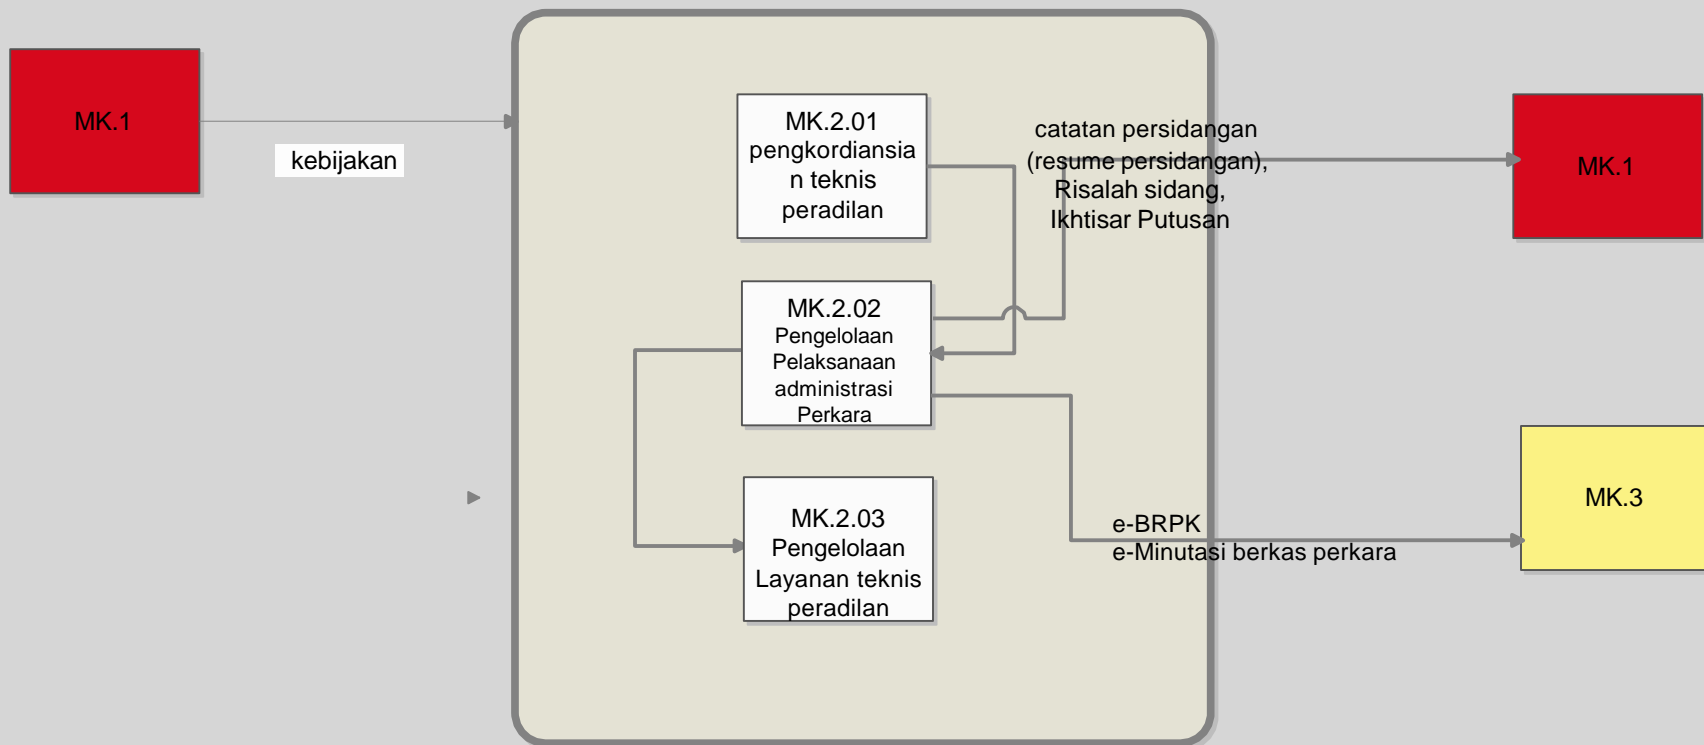 MK.1
kebijakan
MK.2.01
pengkordiansia
n teknis
peradilan
catatan persidangan
(resume persidangan),
Risalah sidang,
Ikhtisar Putusan
MK.1
MK.2.02
Pengelolaan
Pelaksanaan
administrasi
Perkara
MK.2.03
Pengelolaan
Layanan teknis
peradilan
e-BRPK
e-Minutasi berkas perkara
MK.3